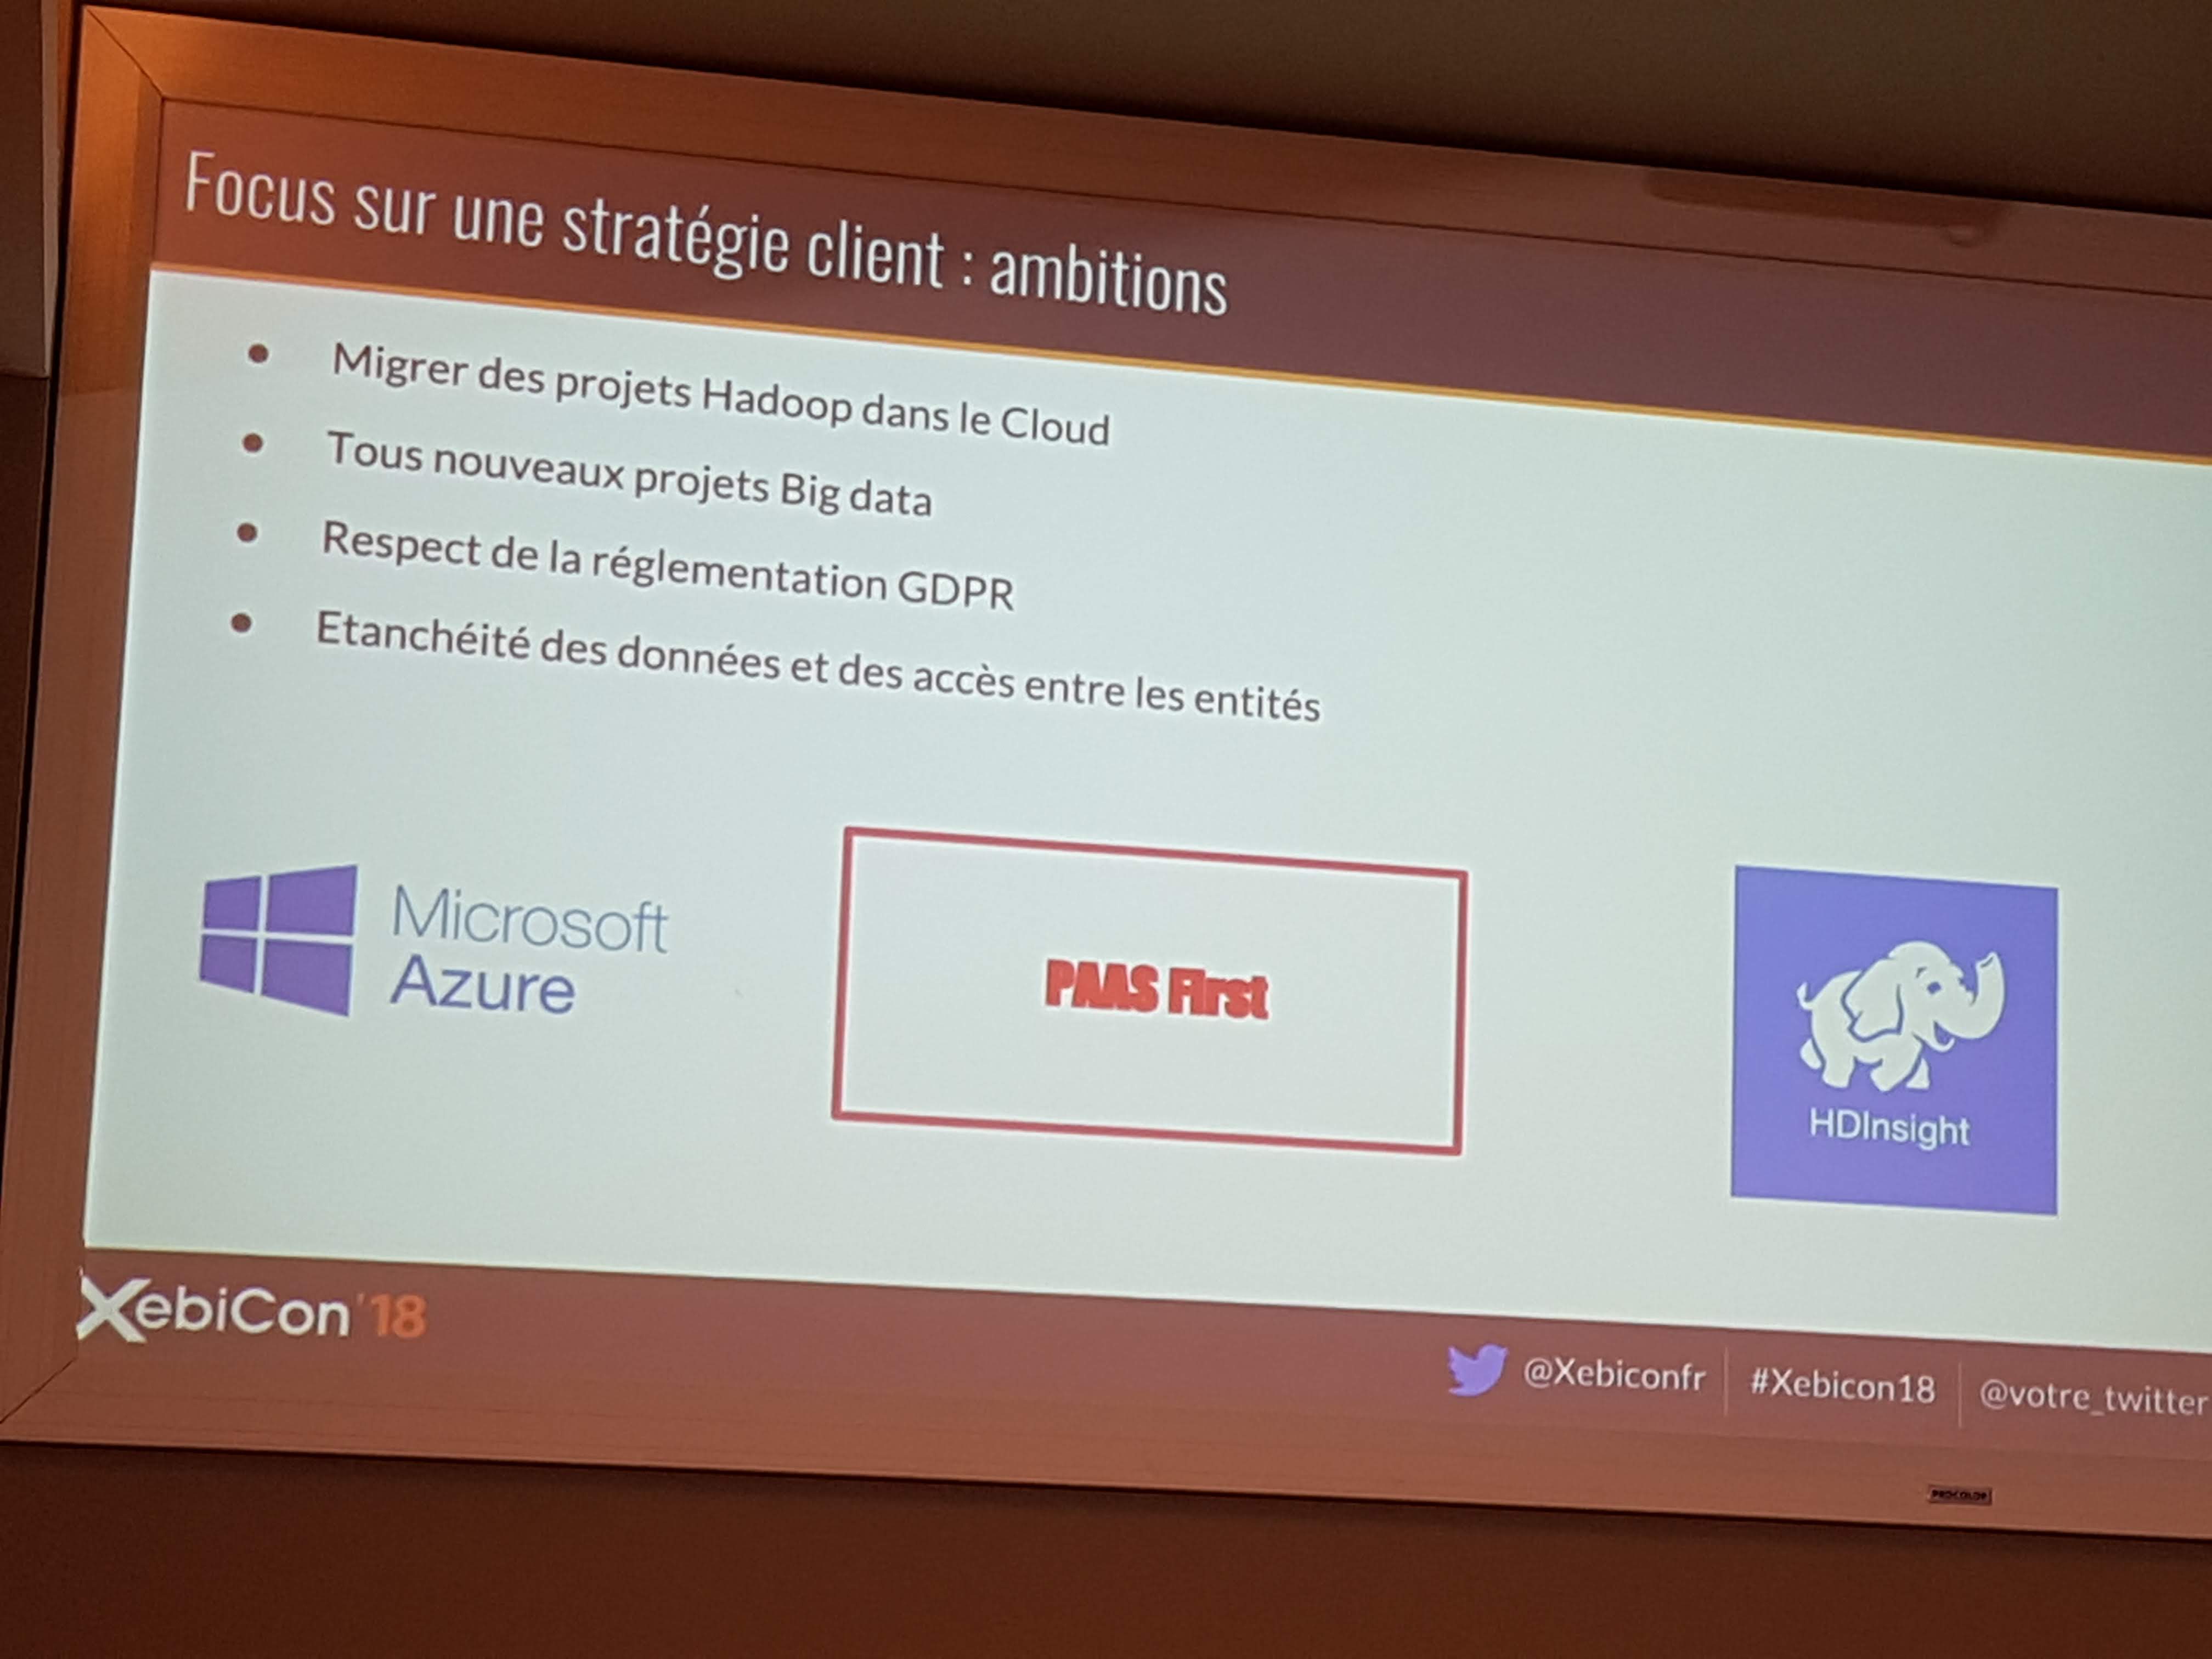 Focus sur une stratégie client : ambitions
Migrer des projets Hadoop dans le Cloud
Tous nouveaux projets Big data
Respect de la réglementation GDPR
Etanchéité des données et des accès entre les entités
Microsoft
Azure
PAAS First
HDInsight
XebiCon'18
@Xebiconfr
#Xebicon18
@votre_twitter
PROCOLOR